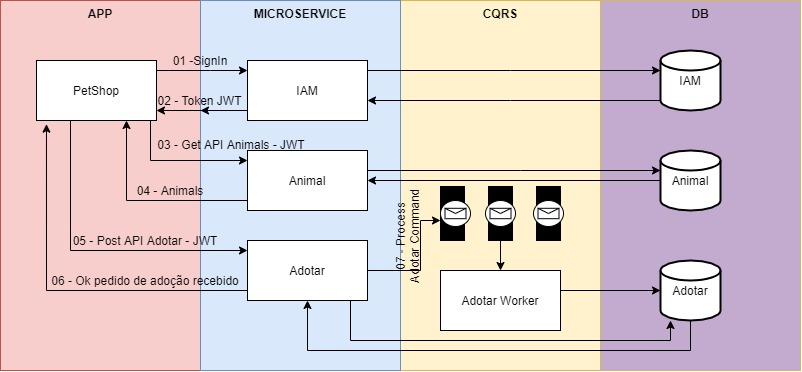 APP
MICROSERVICE
CQRS
DB
01 -SignIn
PetShop
IAM
IAM
02 - Token JWT
03 - Get API Animals - JWT
Animal
Animal
04 - Animals
07 - Process
Adotar Command
05 - Post API Adotar - JWT
Adotar
06 - Ok pedido de adoção recebido
Adotar Worker
Adotar